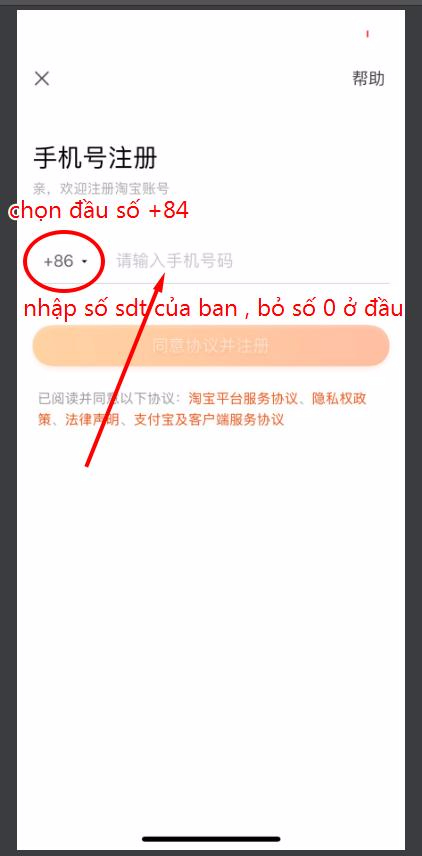 帮助
手机号注册
亲，欢迎注册淘宝账号
chọn đầu số +84
+86 请输入手机号码
nhập số sdt của ban , bỏ số 0 ở đầu
同意协议并注册
已阅读并同意以下协议：淘宝平台服务协议、隐私权政
策、法律声明、支付宝及客户端服务协议